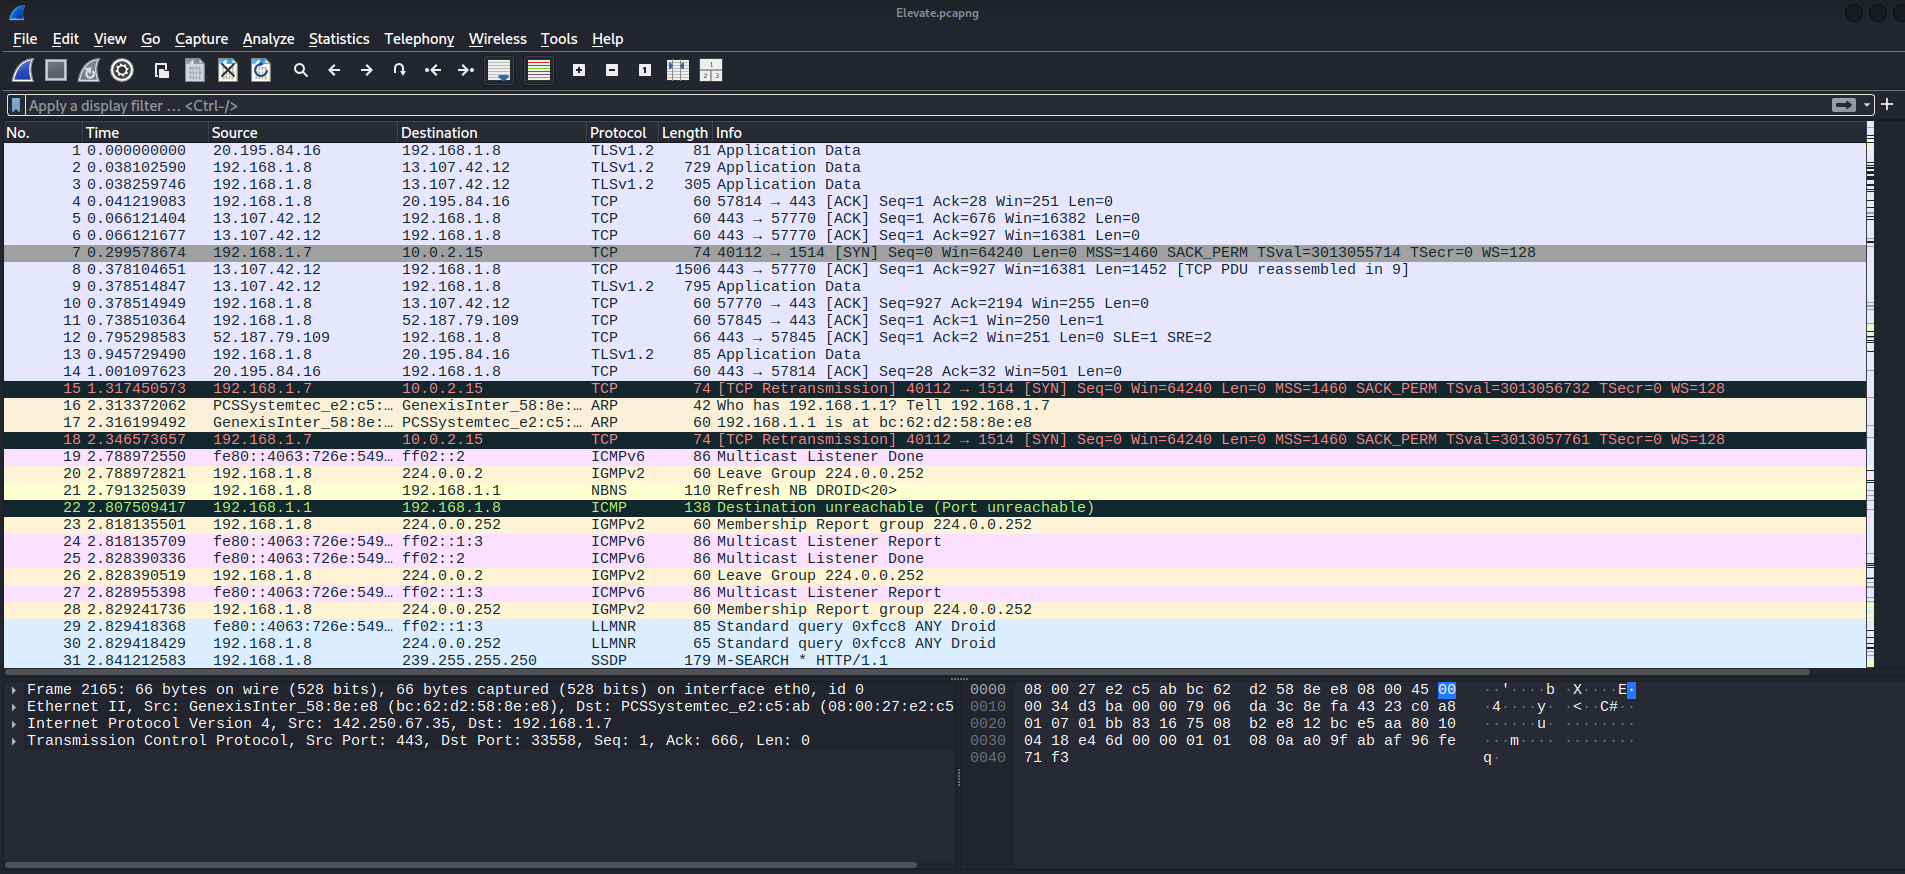 Elevate.pcapng
File Edit View Go Capture Analyze Statistics Telephony Wireless Tools Help
Apply a display filter … <Ctrl-/>
No. Time Source Destination Protocol Length Info
1 0.000000000 20.195.84.16 192.168.1.8 TLSv1.2 81 Application Data
2 0.038102590 192.168.1.8 13.107.42.12 TLSv1.2 729 Application Data
3 0.038259746 192.168.1.8 13.107.42.12 TLSv1.2 305 Application Data
4 0.041219083 192.168.1.8 20.195.84.16 TCP 60 57814 → 443 [ACK] Seq=1 Ack=28 Win=251 Len=0
5 0.066121404 13.107.42.12 192.168.1.8 TCP 60 443 → 57770 [ACK] Seq=1 Ack=676 Win=16382 Len=0
6 0.066121677 13.107.42.12 192.168.1.8 TCP 60 443 → 57770 [ACK] Seq=1 Ack=927 Win=16381 Len=0
7 0.299578674 192.168.1.7 10.0.2.15 TCP 74 40112 → 1514 [SYN] Seq=0 Win=64240 Len=0 MSS=1460 SACK_PERM TSval=3013055714 TSecr=0 WS=128
8 0.378104651 13.107.42.12 192.168.1.8 TCP 1506 443 → 57770 [ACK] Seq=1 Ack=927 Win=16381 Len=1452 [TCP PDU reassembled in 9]
9 0.378514847 13.107.42.12 192.168.1.8 TLSv1.2 795 Application Data
10 0.378514949 192.168.1.8 13.107.42.12 TCP 60 57770 → 443 [ACK] Seq=927 Ack=2194 Win=255 Len=0
11 0.738510364 192.168.1.8 52.187.79.109 TCP 60 57845 → 443 [ACK] Seq=1 Ack=1 Win=250 Len=1
12 0.795298583 52.187.79.109 192.168.1.8 TCP 66 443 → 57845 [ACK] Seq=1 Ack=2 Win=251 Len=0 SLE=1 SRE=2
13 0.945729490 192.168.1.8 20.195.84.16 TLSv1.2 85 Application Data
14 1.001097623 20.195.84.16 192.168.1.8 TCP 60 443 → 57814 [ACK] Seq=28 Ack=32 Win=501 Len=0
15 1.317450573 192.168.1.7 10.0.2.15 TCP 74 [TCP Retransmission] 40112 → 1514 [SYN] Seq=0 Win=64240 Len=0 MSS=1460 SACK_PERM TSval=3013056732 TSecr=0 WS=128
16 2.313372062 PCSSystemtec_e2:c5:… GenexisInter_58:8e:… ARP 42 Who has 192.168.1.1? Tell 192.168.1.7
17 2.316199492 GenexisInter_58:8e:… PCSSystemtec_e2:c5:… ARP 60 192.168.1.1 is at bc:62:d2:58:8e:e8
18 2.346573657 192.168.1.7 10.0.2.15 TCP 74 [TCP Retransmission] 40112 → 1514 [SYN] Seq=0 Win=64240 Len=0 MSS=1460 SACK_PERM TSval=3013057761 TSecr=0 WS=128
19 2.788972550 fe80::4063:726e:549… ff02::2 ICMPv6 86 Multicast Listener Done
20 2.788972821 192.168.1.8 224.0.0.2 IGMPv2 60 Leave Group 224.0.0.252
21 2.791325039 192.168.1.8 192.168.1.1 NBNS 110 Refresh NB DROID<20>
22 2.807509417 192.168.1.1 192.168.1.8 ICMP 138 Destination unreachable (Port unreachable)
23 2.818135501 192.168.1.8 224.0.0.252 IGMPv2 60 Membership Report group 224.0.0.252
24 2.818135709 fe80::4063:726e:549… ff02::1:3 ICMPv6 86 Multicast Listener Report
25 2.828390336 fe80::4063:726e:549… ff02::2 ICMPv6 86 Multicast Listener Done
26 2.828390519 192.168.1.8 224.0.0.2 IGMPv2 60 Leave Group 224.0.0.252
27 2.828955398 fe80::4063:726e:549… ff02::1:3 ICMPv6 86 Multicast Listener Report
28 2.829241736 192.168.1.8 224.0.0.252 IGMPv2 60 Membership Report group 224.0.0.252
29 2.829418368 fe80::4063:726e:549… ff02::1:3 LLMNR 85 Standard query 0xfcc8 ANY Droid
30 2.829418429 192.168.1.8 224.0.0.252 LLMNR 65 Standard query 0xfcc8 ANY Droid
31 2.841212583 192.168.1.8 239.255.255.250 SSDP 179 M-SEARCH * HTTP/1.1
Frame 2165: 66 bytes on wire (528 bits), 66 bytes captured (528 bits) on interface eth0, id 0
Ethernet II, Src: GenexisInter_58:8e:e8 (bc:62:d2:58:8e:e8), Dst: PCSSystemtec_e2:c5:ab (08:00:27:e2:c5
Internet Protocol Version 4, Src: 142.250.67.35, Dst: 192.168.1.7
Transmission Control Protocol, Src Port: 443, Dst Port: 33558, Seq: 1, Ack: 666, Len: 0
0000 08 00 27 e2 c5 ab bc 62 d2 58 8e e8 08 00 45 00 ··'····b ·X····E·
0010 00 34 d3 ba 00 00 79 06 da 3c 8e fa 43 23 c0 a8 ·4····y· ·<··C#··
0020 01 07 01 bb 83 16 75 08 b2 e8 12 bc e5 aa 80 10 ······u· ········
0030 04 18 e4 6d 00 00 01 01 08 0a a0 9f ab af 96 fe ···m···· ········
0040 71 f3 q·